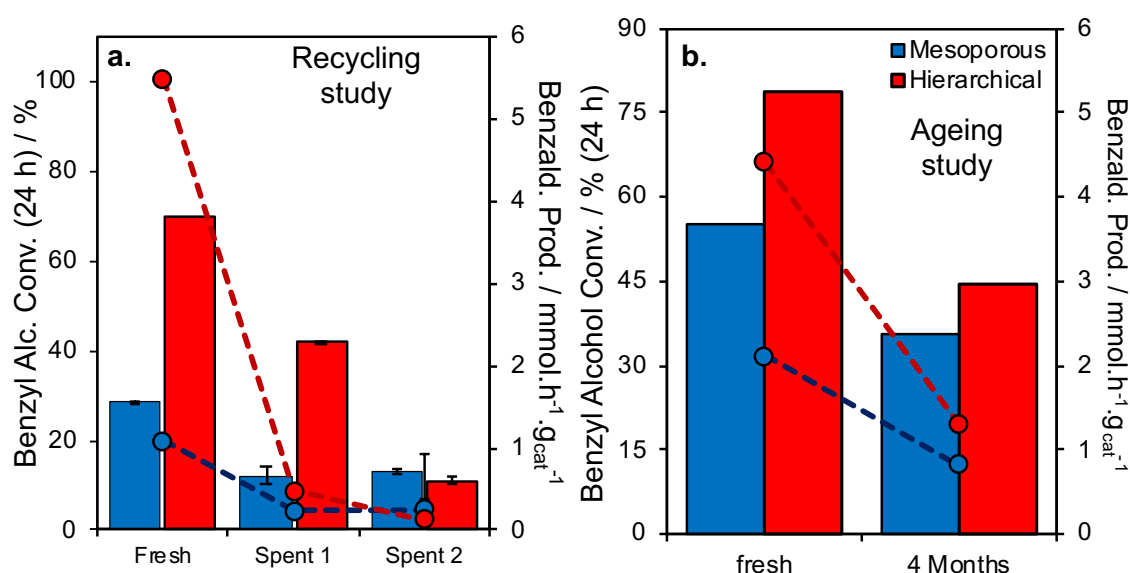 a.
Recycling
study
Benzyl Alc. Conv. (24 h) / %
100
80
60
40
20
0
6
5
4
3
2
1
0
Benzald. Prod. / mmol.h-1.gcat-1
Fresh
Spent 1
Spent 2
b.
Mesoporous
Hierarchical
Ageing
study
Benzyl Alcohol Conv. / % (24 h)
90
75
60
45
30
15
0
6
5
4
3
2
1
0
Benzald. Prod. / mmol.h-1.gcat-1
fresh
4 Months